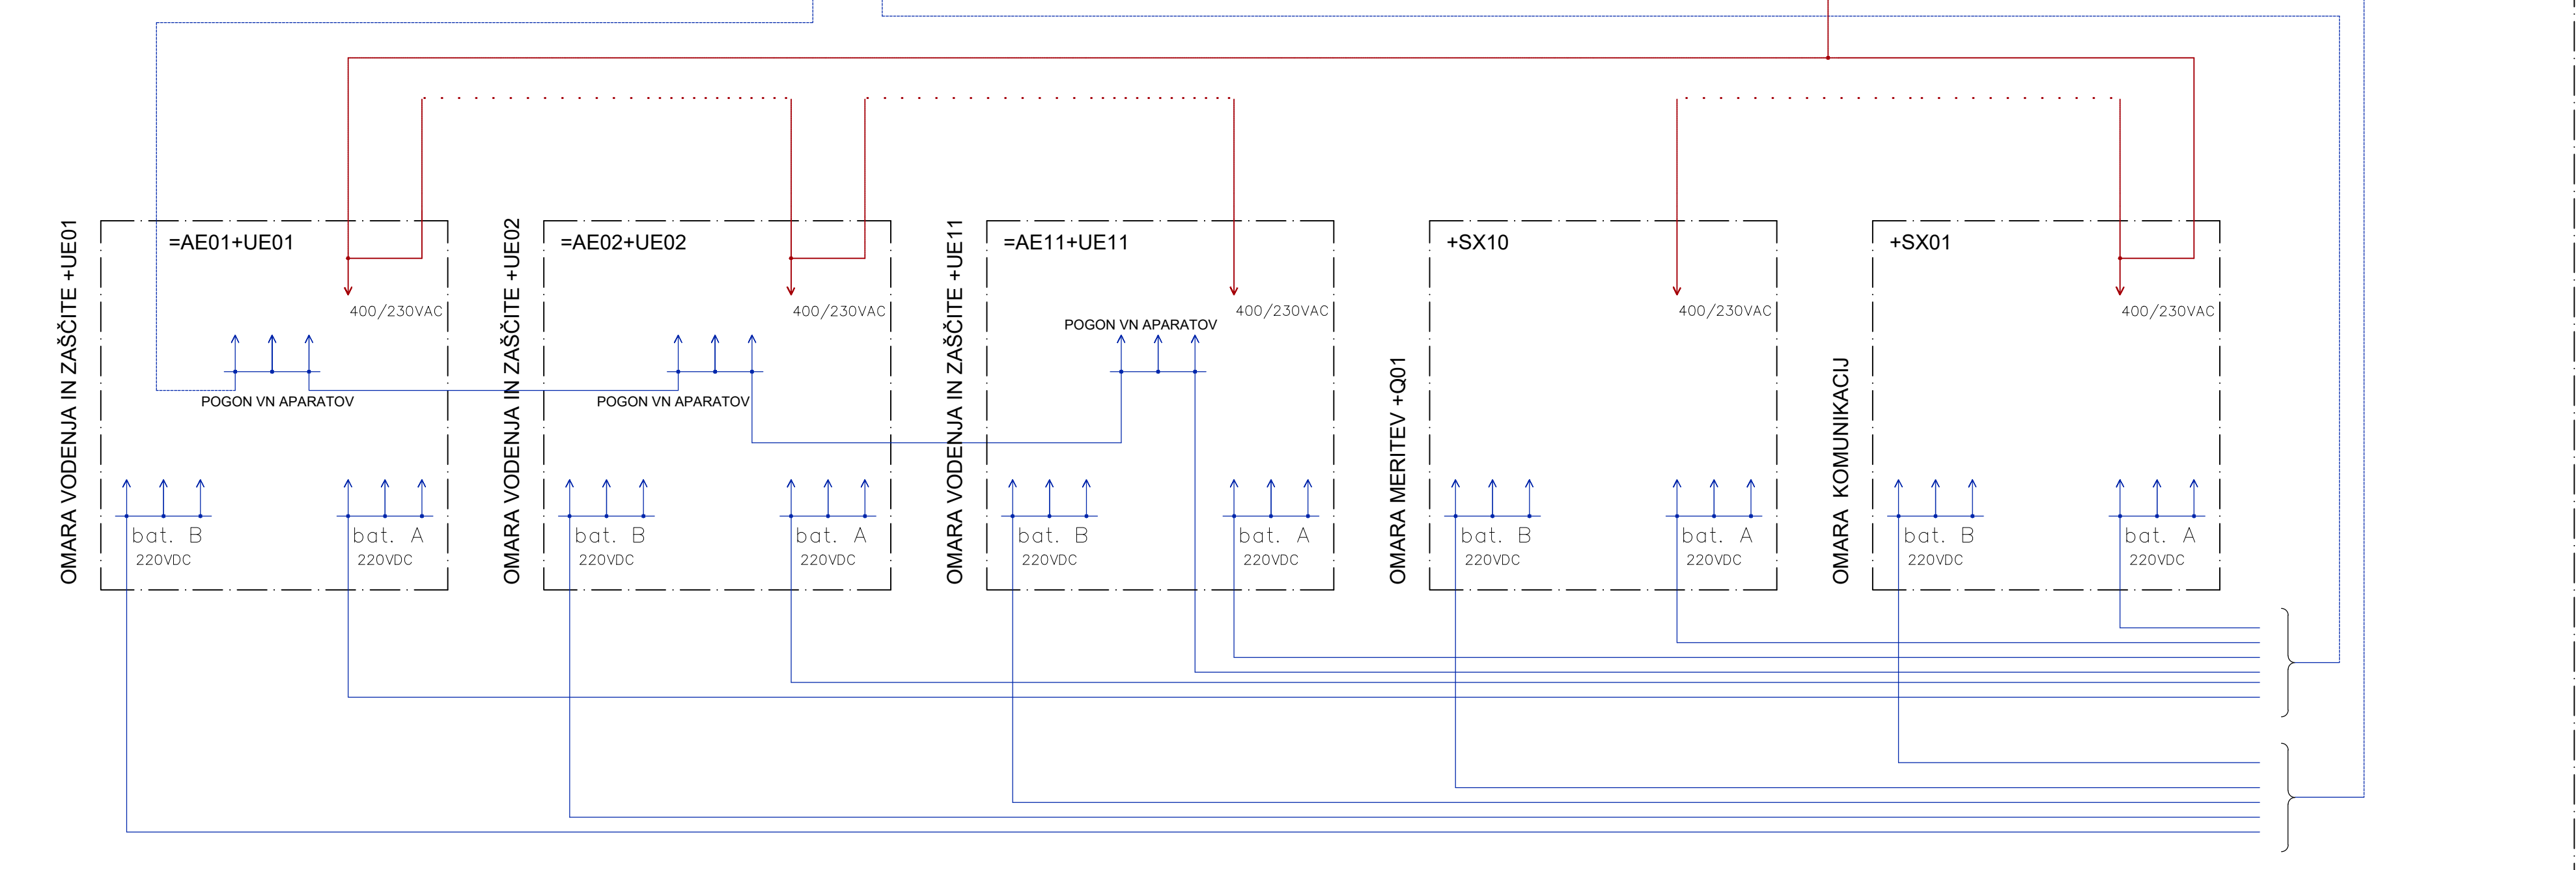 OMARA VODENJA IN ZAŠČITE +UE01
=AE01+UE01
400/230VAC
POGON VN APARATOV
bat. B
220VDC
bat. A
220VDC
OMARA VODENJA IN ZAŠČITE +UE02
=AE02+UE02
400/230VAC
POGON VN APARATOV
bat. B
220VDC
bat. A
220VDC
OMARA VODENJA IN ZAŠČITE +UE11
=AE11+UE11
400/230VAC
POGON VN APARATOV
bat. B
220VDC
bat. A
220VDC
OMARA MERITEV +Q01
+SX10
400/230VAC
bat. B
220VDC
bat. A
220VDC
OMARA KOMUNIKACIJ
+SX01
400/230VAC
bat. B
220VDC
bat. A
220VDC